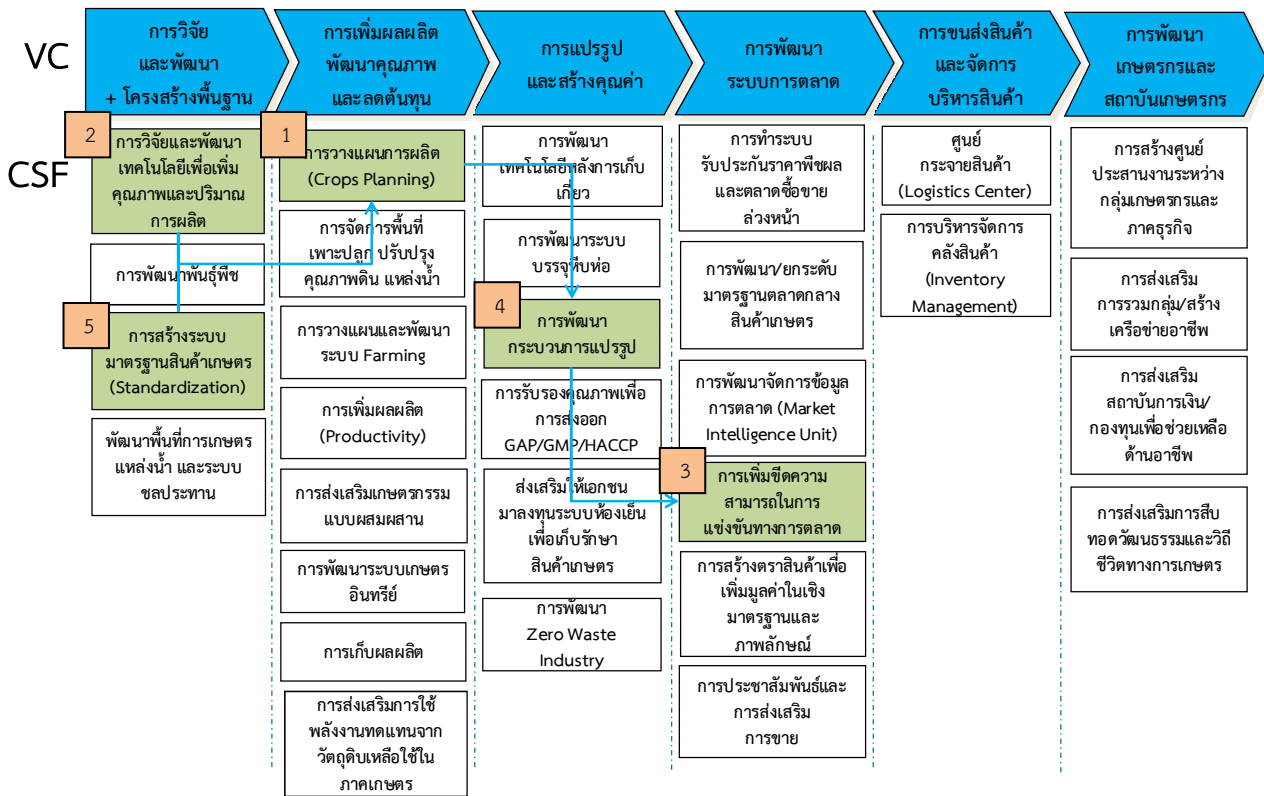 VC
การวิจัย
และพัฒนา
+ โครงสร้างพื้นฐาน
การเพิ่มผลผลิต
พัฒนาคุณภาพ
และลดต้นทุน
การแปรรูป
และสร้างคุณค่า
การพัฒนา
ระบบการตลาด
การขนส่งสินค้า
และจัดการ
บริหารสินค้า
การพัฒนา
เกษตรกรและ
สถาบันเกษตรกร
CSF
2
การวิจัยและพัฒนา
เทคโนโลยีเพื่อเพิ่ม
คุณภาพและปริมาณ
การผลิต
การพัฒนาพันธุ์พืช
5
การสร้างระบบ
มาตรฐานสินค้าเกษตร
(Standardization)
พัฒนาพื้นที่การเกษตร
แหล่งน้ำ และระบบ
ชลประทาน
1
การวางแผนการผลิต
(Crops Planning)
การจัดการพื้นที่
เพาะปลูก ปรับปรุง
คุณภาพดิน แหล่งน้ำ
การวางแผนและพัฒนา
ระบบ Farming
การเพิ่มผลผลิต
(Productivity)
การส่งเสริมเกษตรกรรม
แบบผสมผสาน
การพัฒนาระบบเกษตร
อินทรีย์
การเก็บผลผลิต
การส่งเสริมการใช้
พลังงานทดแทนจาก
วัตถุดิบเหลือใช้ใน
ภาคเกษตร
การพัฒนา
เทคโนโลยีหลังการเก็บ
เกี่ยว
การพัฒนาระบบ
บรรจุหีบห่อ
4
การพัฒนา
กระบวนการแปรรูป
การรับรองคุณภาพเพื่อ
การส่งออก
GAP/GMP/HACCP
ส่งเสริมให้เอกชน
มาลงทุนระบบห้องเย็น
เพื่อเก็บรักษา
สินค้าเกษตร
การพัฒนา
Zero Waste
Industry
การทำระบบ
รับประกันราคาพืชผล
และตลาดซื้อขาย
ล่วงหน้า
การพัฒนา/ยกระดับ
มาตรฐานตลาดกลาง
สินค้าเกษตร
การพัฒนาจัดการข้อมูล
การตลาด (Market
Intelligence Unit)
3
การเพิ่มขีดความ
สามารถในการ
แข่งขันทางการตลาด
การสร้างตราสินค้าเพื่อ
เพิ่มมูลค่าในเชิง
มาตรฐานและ
ภาพลักษณ์
การประชาสัมพันธ์และ
การส่งเสริม
การขาย
ศูนย์
กระจายสินค้า
(Logistics Center)
การบริหารจัดการ
คลังสินค้า
(Inventory
Management)
การสร้างศูนย์
ประสานงานระหว่าง
กลุ่มเกษตรกรและ
ภาคธุรกิจ
การส่งเสริม
การรวมกลุ่ม/สร้าง
เครือข่ายอาชีพ
การส่งเสริม
สถาบันการเงิน/
กองทุนเพื่อช่วยเหลือ
ด้านอาชีพ
การส่งเสริมการสืบ
ทอดวัฒนธรรมและวิถี
ชีวิตทางการเกษตร